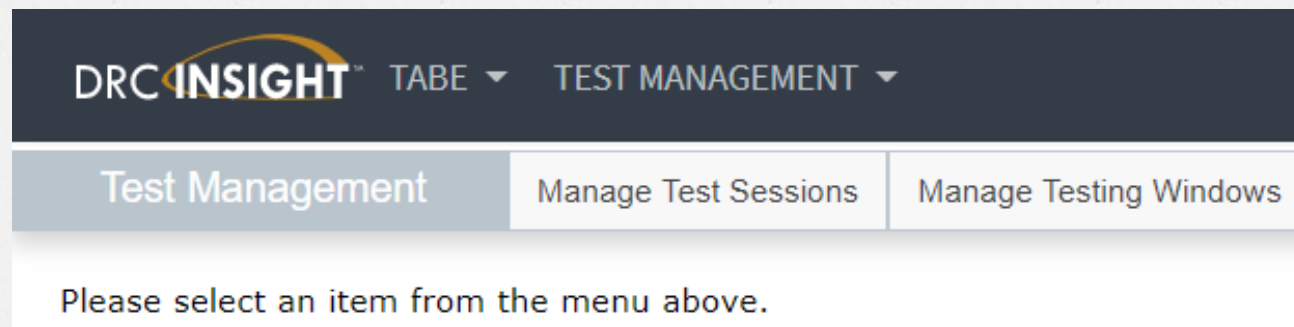 DRC INSIGHT℠ TABE TEST MANAGEMENT
Test Management Manage Test Sessions Manage Testing Windows
Please select an item from the menu above.